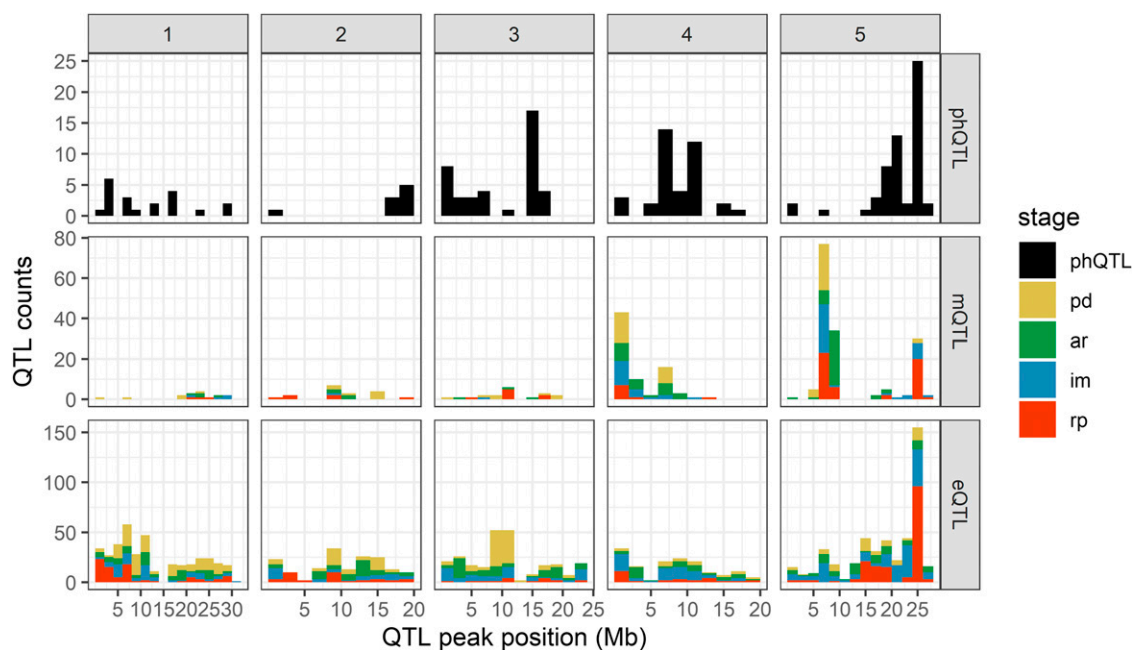 1 2 3 4 5
25
20
15
10
5
0
phQTL
80
60
40
20
0
mQTL
150
100
50
0
eQTL
QTL counts
5 10 15 20 25 30 5 10 15 20 5 10 15 20 25 5 10 15 20 5 10 15 20 25
QTL peak position (Mb)
stage
phQTL
pd
ar
im
rp